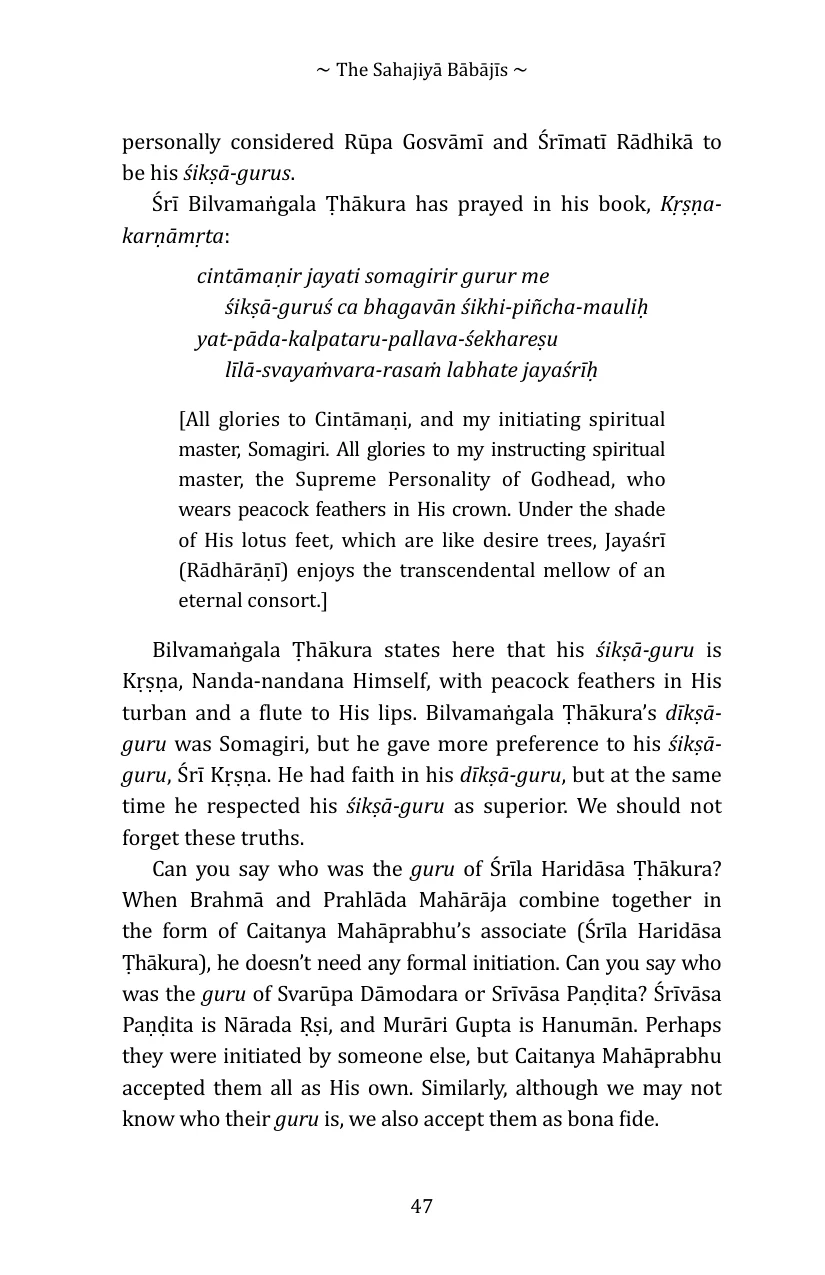 ~ The Sahajiyā Bābājīs ~
personally considered Rūpa Gosvāmī and Śrīmatī Rādhikā to
be his śikṣā-gurus.
Śrī Bilvamaṅgala Ṭhākura has prayed in his book, Kṛṣṇa-
karṇāmṛta:
cintāmaṇir jayati somagirir gurur me
śikṣā-guruś ca bhagavān śikhi-piñcha-mauliḥ
yat-pāda-kalpataru-pallava-śekhareṣu
līlā-svayaṁvara-rasaṁ labhate jayaśrīḥ
[All glories to Cintāmaṇi, and my initiating spiritual
master, Somagiri. All glories to my instructing spiritual
master, the Supreme Personality of Godhead, who
wears peacock feathers in His crown. Under the shade
of His lotus feet, which are like desire trees, Jayaśrī
(Rādhārāṇī) enjoys the transcendental mellow of an
eternal consort.]
Bilvamaṅgala Ṭhākura states here that his śikṣā-guru is
Kṛṣṇa, Nanda-nandana Himself, with peacock feathers in His
turban and a flute to His lips. Bilvamaṅgala Ṭhākura’s dīkṣā-
guru was Somagiri, but he gave more preference to his śikṣā-
guru, Śrī Kṛṣṇa. He had faith in his dīkṣā-guru, but at the same
time he respected his śikṣā-guru as superior. We should not
forget these truths.
Can you say who was the guru of Śrīla Haridāsa Ṭhākura?
When Brahmā and Prahlāda Mahārāja combine together in
the form of Caitanya Mahāprabhu’s associate (Śrīla Haridāsa
Ṭhākura), he doesn’t need any formal initiation. Can you say who
was the guru of Svarūpa Dāmodara or Srīvāsa Paṇḍita? Śrīvāsa
Paṇḍita is Nārada Ṛṣi, and Murāri Gupta is Hanumān. Perhaps
they were initiated by someone else, but Caitanya Mahāprabhu
accepted them all as His own. Similarly, although we may not
know who their guru is, we also accept them as bona fide.
47